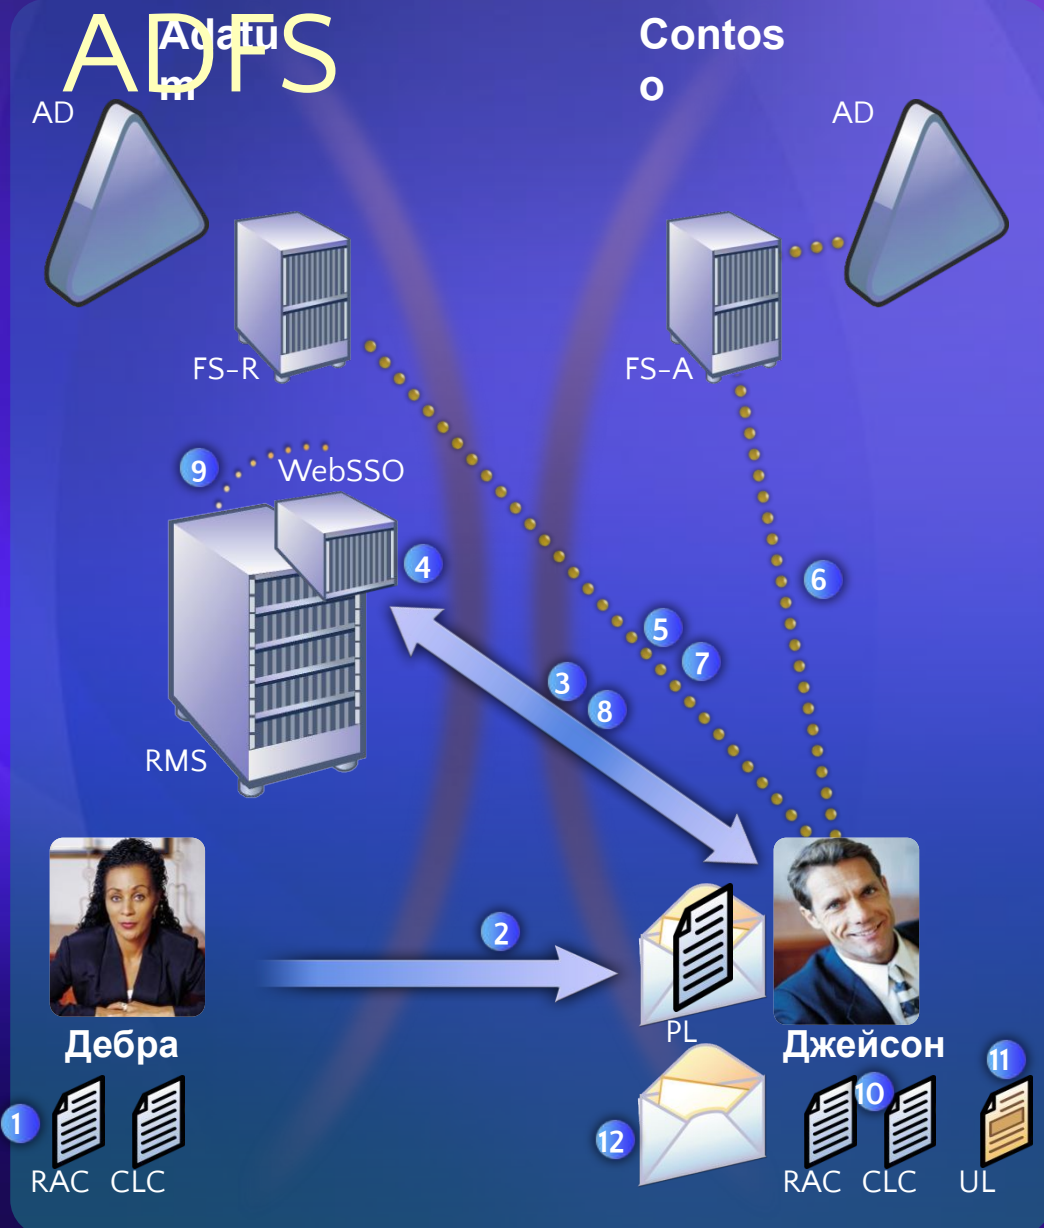 ADFS
Adatu
m
Contos
o
AD
AD
FS-R
FS-A
9
WebSSO
4
6
5
7
3
8
RMS
2
PL
Дебра
Джейсон
11
10
1
12
RAC CLC
RAC CLC UL